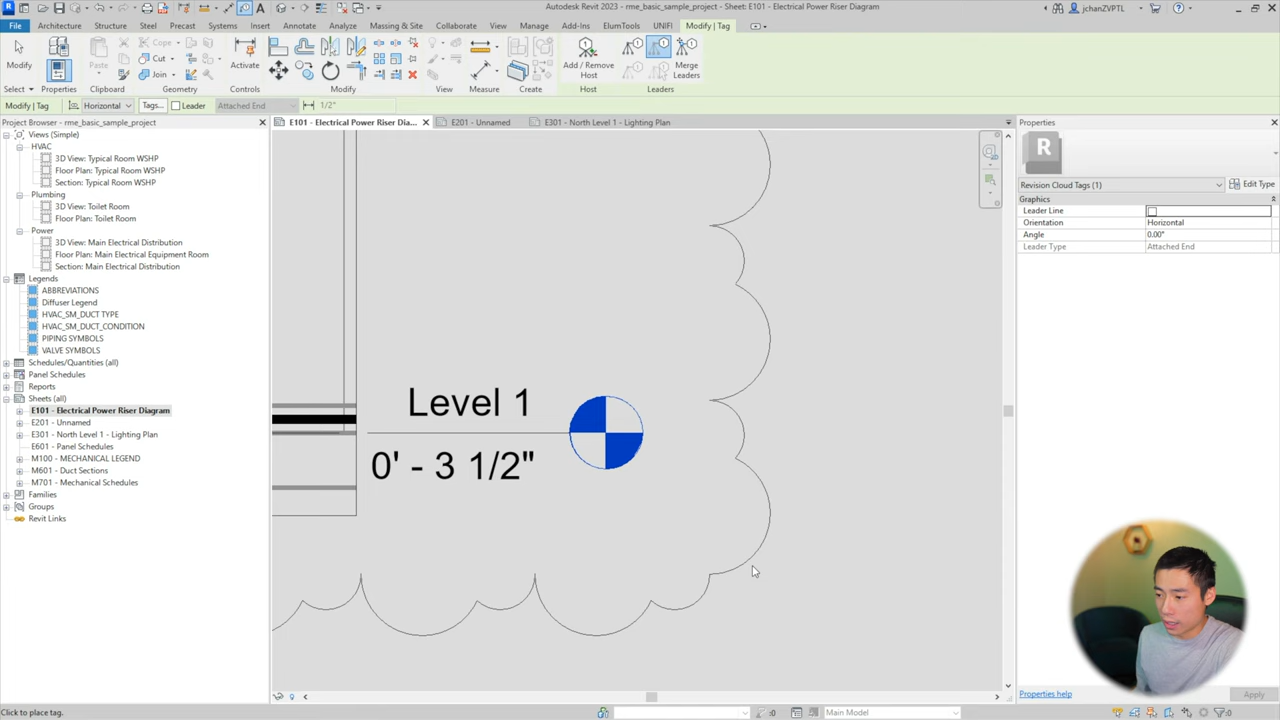 Autodesk Revit 2023 - rme_basic_sample_project - Sheet: E101 - Electrical Power Riser Diagram
jchanZVPTL
File Architecture Structure Steel Precast Systems Insert Annotate Analyze Massing & Site Collaborate View Manage Add-Ins ElumTools UNIFI Modify | Tag
Modify
Properties
Paste
Cope
Cut
Join
Activate
Add / Remove
Host
Merge
Leaders
Select Properties Clipboard Geometry Controls Modify View Measure Create Host Leaders
Modify | Tag Horizontal Tags... Leader Attached End 1/2"
Project Browser - rme_basic_sample_project
E101 - Electrical Power Riser Dia...
E201 - Unnamed
E301 - North Level 1 - Lighting Plan
Properties
Views (Simple)
HVAC
3D View: Typical Room WSHP
Floor Plan: Typical Room WSHP
Section: Typical Room WSHP
Plumbing
3D View: Toilet Room
Floor Plan: Toilet Room
Power
3D View: Main Electrical Distribution
Floor Plan: Main Electrical Equipment Room
Section: Main Electrical Distribution
Legends
ABBREVIATIONS
Diffuser Legend
HVAC_SM_DUCT TYPE
HVAC_SM_DUCT_CONDITION
PIPING SYMBOLS
VALVE SYMBOLS
Schedules/Quantities (all)
Panel Schedules
Reports
Sheets (all)
E101 - Electrical Power Riser Diagram
E201 - Unnamed
E301 - North Level 1 - Lighting Plan
E601 - Panel Schedules
M100 - MECHANICAL LEGEND
M601 - Duct Sections
M701 - Mechanical Schedules
Families
Groups
Revit Links
Level 1
0' - 3 1/2"
R
Revision Cloud Tags (1)
Edit Type
Graphics
Leader Line
Orientation Horizontal
Angle 0.00°
Leader Type Attached End
Properties help
Apply
Click to place tag.
:0
Main Model
:0